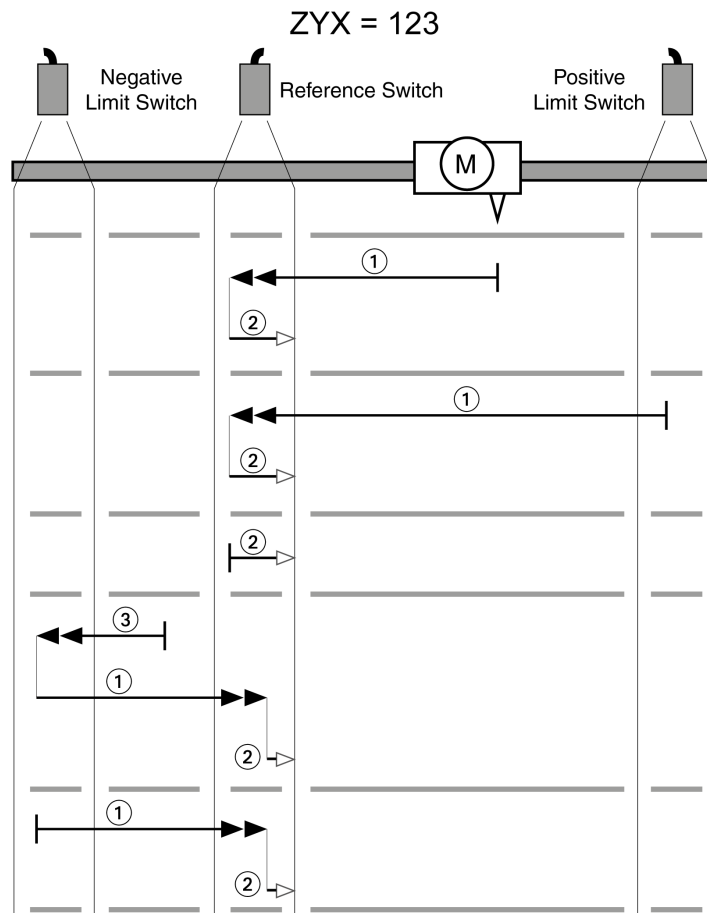 ZYX = 123
Negative
Limit Switch
Reference Switch
Positive
Limit Switch
M
1
2
1
2
2
3
1
2
1
2